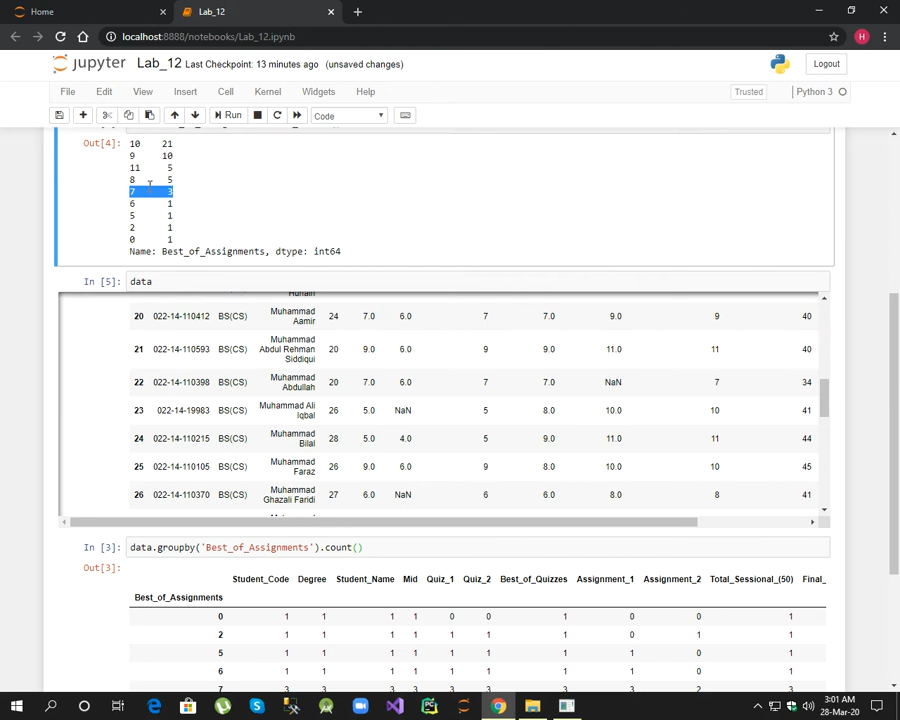 Home
Lab_12
localhost:8888/notebooks/Lab_12.ipynb
H
jupyter Lab_12 Last Checkpoint: 13 minutes ago (unsaved changes)
Logout
File Edit View Insert Cell Kernel Widgets Help
Trusted
Python 3
Run
Code
Out[4]:
10 21
9 10
11 5
8 5
7 3
6 1
5 1
2 1
0 1
Name: Best_of_Assignments, dtype: int64
In [5]: data
20 022-14-110412 BS(CS) Muhammad Aamir 24 7.0 6.0 7 7.0 9.0 9 40
21 022-14-110593 BS(CS) Muhammad Abdul Rehman Siddiqui 20 9.0 6.0 9 9.0 11.0 11 40
22 022-14-110398 BS(CS) Muhammad Abdullah 20 7.0 6.0 7 7.0 NaN 7 34
23 022-14-19983 BS(CS) Muhammad Ali Iqbal 26 5.0 NaN 5 8.0 10.0 10 41
24 022-14-110215 BS(CS) Muhammad Bilal 28 5.0 4.0 5 9.0 11.0 11 44
25 022-14-110105 BS(CS) Muhammad Faraz 26 9.0 6.0 9 8.0 10.0 10 45
26 022-14-110370 BS(CS) Muhammad Ghazali Faridi 27 6.0 NaN 6 6.0 8.0 8 41
In [3]: data.groupby('Best_of_Assignments').count()
Out[3]:
Student_Code Degree Student_Name Mid Quiz_1 Quiz_2 Best_of_Quizzes Assignment_1 Assignment_2 Total_Sessional_(50) Final_
Best_of_Assignments
0 1 1 1 1 0 0 1 0 0 1
2 1 1 1 1 1 1 1 0 1 1
5 1 1 1 1 1 1 1 1 0 1
6 1 1 1 1 1 1 1 1 0 1
7 3 3 3 3 3 3 3 3 2 3
3:01 AM
28-Mar-20